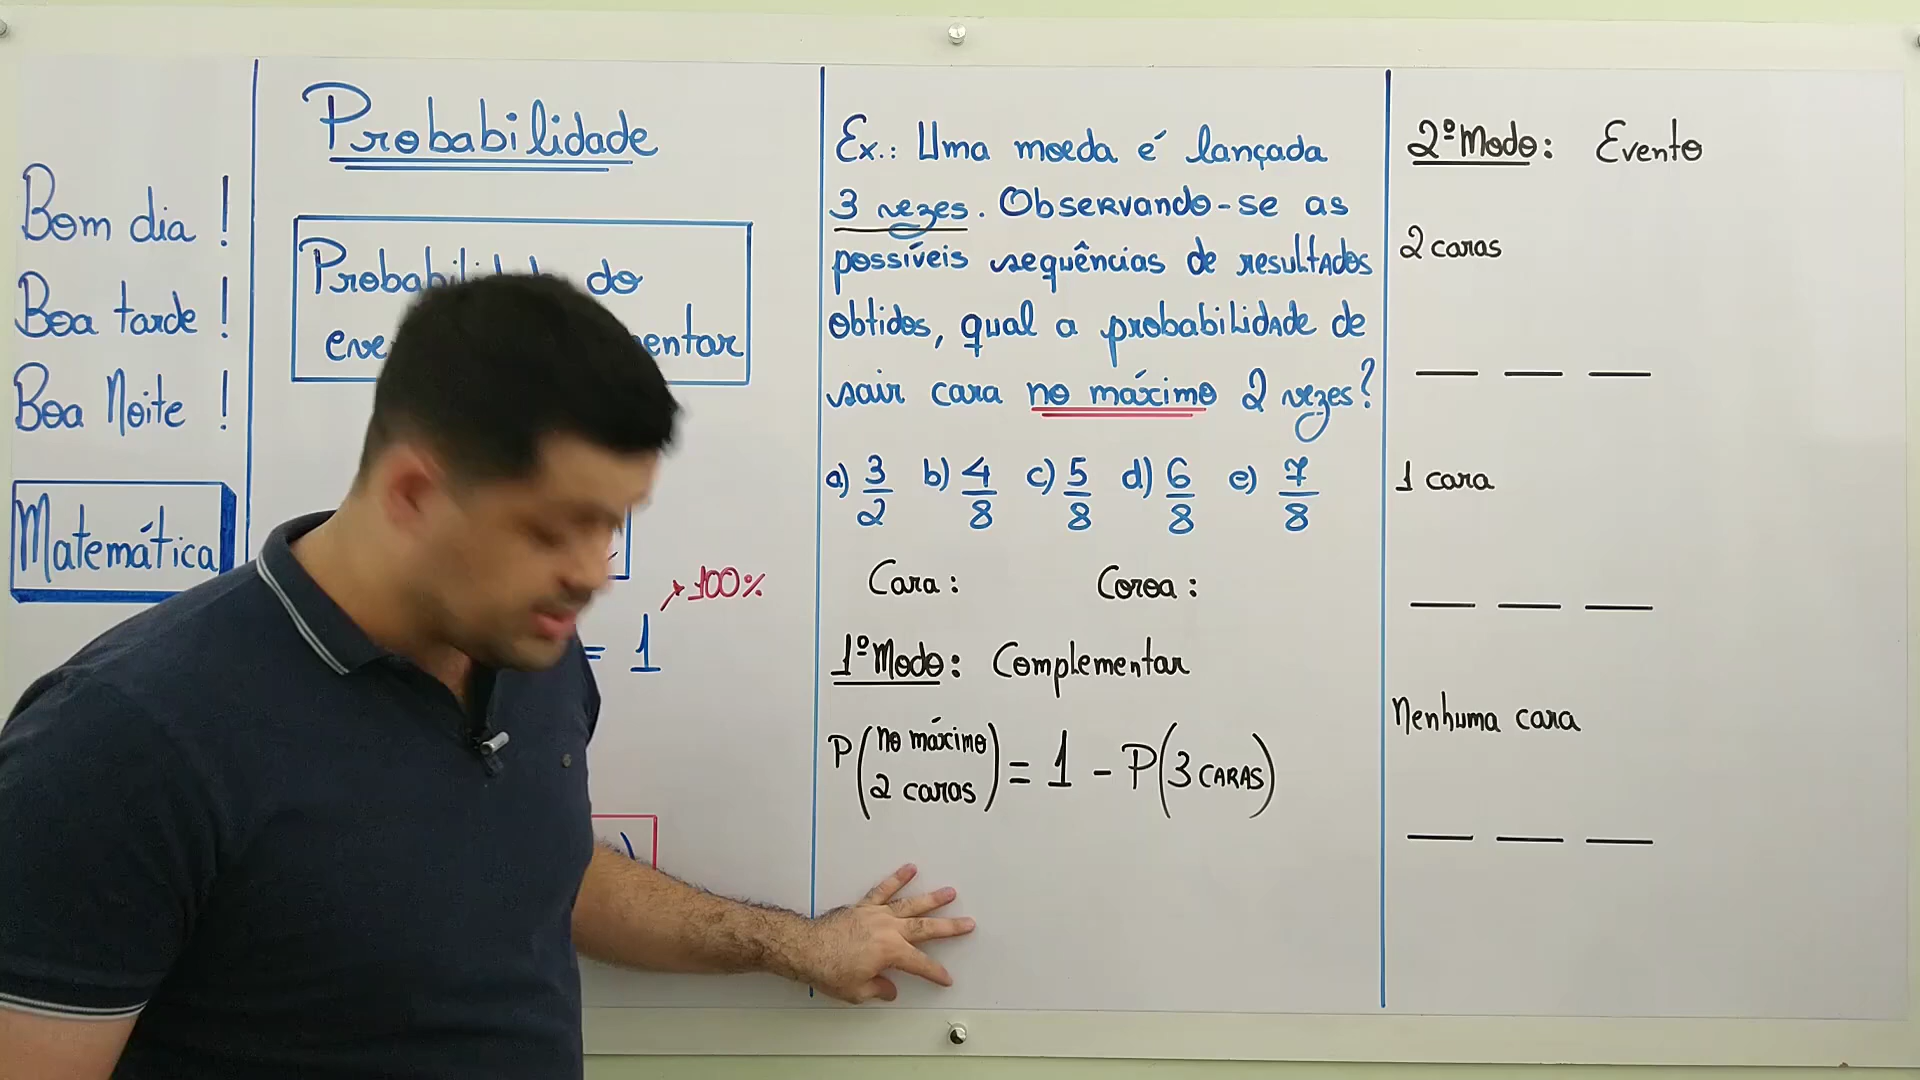 Bom dia !
Boa tarde !
Boa Noite !
Matemática
Probabilidade
do
100%
= 1
Ex.: Uma moeda é lançada
3 vezes. Observando-se as
possíveis sequências de resultados
obtidos, qual a probabilidade de
sair cara no máximo 2 vezes?
a) 3/2 b) 4/8 c) 5/8 d) 6/8 e) 7/8
Cara: Coroa:
1º Modo: Complementar
P(no máximo 2 caras) = 1 - P(3 CARAS)
2º Modo: Evento
2 caras
1 cara
Nenhuma cara